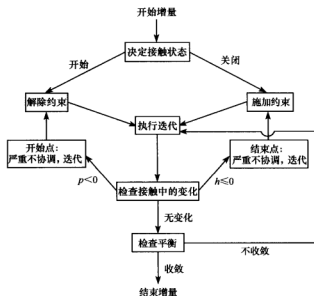 开始增量
决定接触状态
开始
关闭
解除约束
施加约束
执行迭代
开始点：
严重不协调，迭代
结束点：
严重不协调，迭代
p<0
h≤0
检查接触中的变化
无变化
检查平衡
不收敛
收敛
结束增量